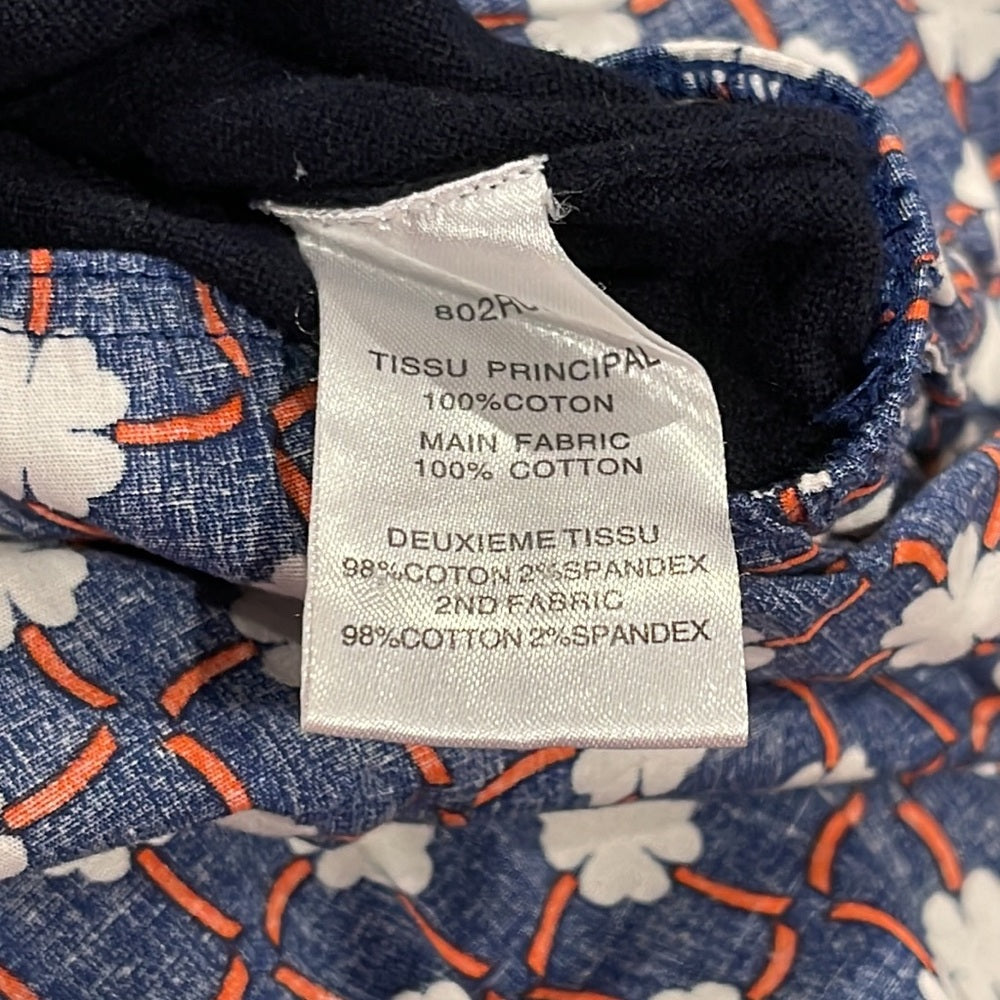 TISSU PRINCIPAL
100%COTON
MAIN FABRIC
100% COTTON
DEUXIEME TISSU
98%COTON 2%SPANDEX
2ND FABRIC
98%COTTON 2%SPANDEX